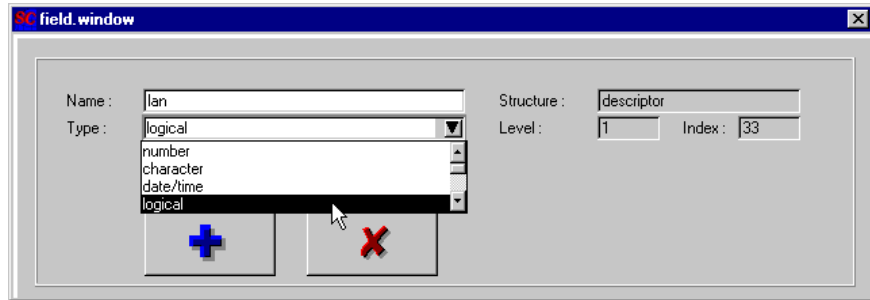 SC field.window
Name : lan Structure : descriptor
Type : logical Level : 1 Index : 33
number
character
date/time
logical